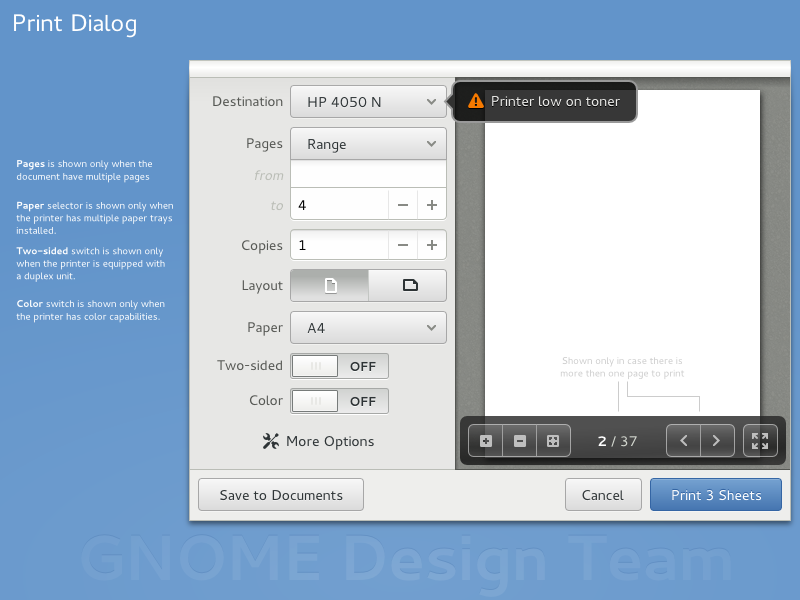 Print Dialog
Destination
HP 4050 N
Printer low on toner
Pages
Range
from
to
4
Copies
1
Layout
Paper
A4
Two-sided
OFF
Color
OFF
More Options
Pages is shown only when the
document have multiple pages
Paper selector is shown only when
the printer has multiple paper trays
installed.
Two-sided switch is shown only
when the printer is equipped with
a duplex unit.
Color switch is shown only when
the printer has color capabilities.
Shown only in case there is
more then one page to print
2 / 37
Save to Documents
Cancel
Print 3 Sheets
GNOME Design Team